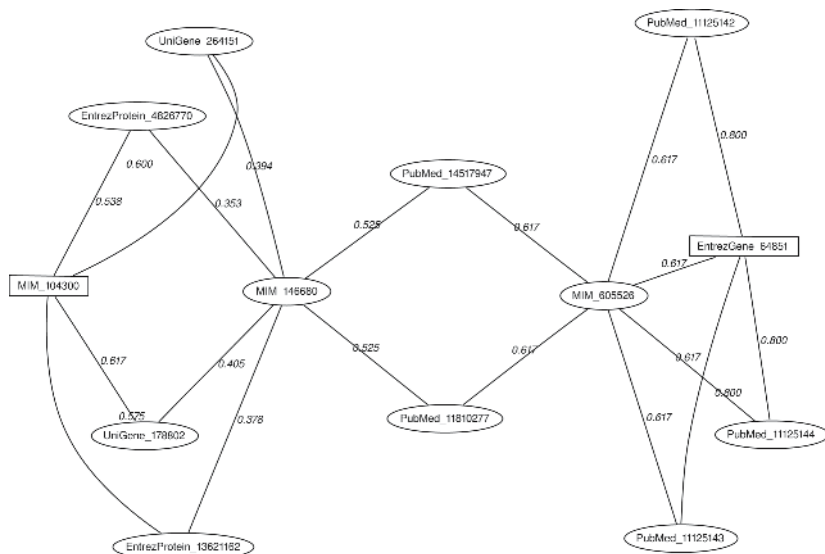 PubMed_11125142
UniGene_264151
EntrezProtein_4826770
0.800
0.394
0.600
0.617
PubMed_14517947
0.538
0.353
0.525
0.617
EntrezGene_64851
0.617
MIM_104300
MIM_146680
MIM_605526
0.800
0.525
0.617
0.617
0.405
0.617
0.800
0.575
0.378
0.617
PubMed_11810277
UniGene_178802
PubMed_11125144
PubMed_11125143
EntrezProtein_13621162